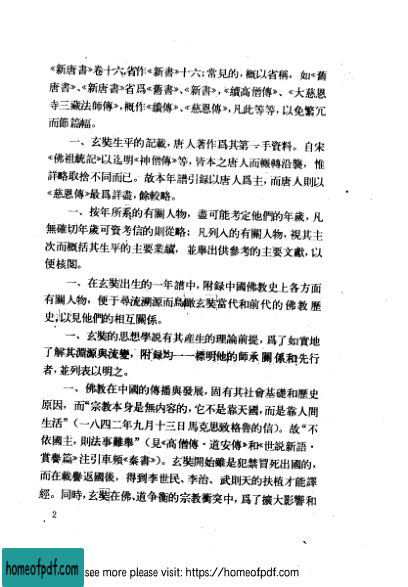 《新唐書》卷十六,省作《新書》十六;常見的,概以省稱，如《舊
唐書》、《新唐書》省爲《舊書》、《新書》,《續高僧傳》、《大慈恩
寺三藏法師傳》,概作《續傳》、《慈恩傳》,凡此等等，以免繁冗
而節篇幅。
一、玄奘生平的記載，唐人著作爲其第一手資料。自宋
《佛祖統記》以迄明《神僧傳》等，皆本之唐人而輾轉沿襲，惟
詳略取捨不同而已。故本年譜引録以唐人爲主，而唐人則以
《慈恩傳》最爲詳盡，餘較略。
一、按年所系的有關人物，盡可能考定他們的年歲，凡
無確切年歲可資考信的則從略；凡列入的有關人物，視其主
次而概括其生平的主要業績，並舉出供參考的主要文獻，以
便核閲。
一、在玄奘出生的一年譜中，附録中國佛教史上各方面
有關人物，便于尋流溯源而鳥瞰玄奘當代和前代的佛教歷
史,以見他們的相互關係。
一、玄奘的思想學説有其產生的理論前提，爲了如實地
了解其淵源與流變，附録均一一標明他的師承關係和先行
者，並列表以明之。
一、佛教在中國的傳播與發展，固有其社會基礎和歷史
原因，而“宗教本身是無内容的，它不是靠天國，而是靠人間
生活”（一八四二年九月十三日馬克思致格魯的信）。故“不
依國主，則法事難舉”（見《高僧傳·道安傳》和《世説新語·
賞譽篇》注引車頻《秦書》）。玄奘開始雖是犯禁冒死出國的，
而在載譽返國後，得到李世民、李治、武則天的扶植才能譯
經。同時，玄奘在佛、道争衡的宗教衝突中，爲了擴大影響和
2
homeofpdf.com
see more please visit: https://homeofpdf.com